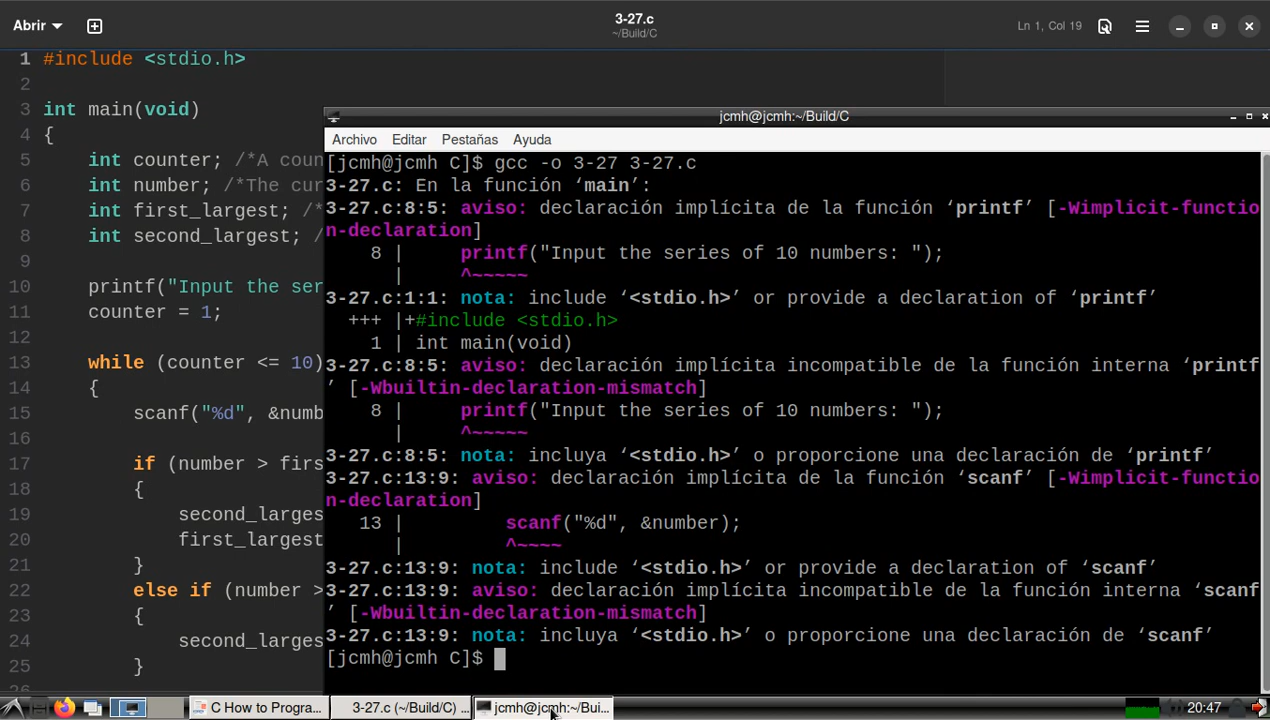 Abrir
3-27.c
~/Build/C
Ln 1, Col 19
1 #include <stdio.h>
2
3 int main(void)
4 {
5 int counter; /*A coun
6 int number; /*The cur
7 int first_largest; /*
8 int second_largest; /
9
10 printf("Input the ser
11 counter = 1;
12
13 while (counter <= 10)
14 {
15 scanf("%d", &numb
16
17 if (number > firs
18 {
19 second_larges
20 first_largest
21 }
22 else if (number >
23 {
24 second_larges
25 }
26
jcmh@jcmh:~/Build/C
Archivo Editar Pestañas Ayuda
[jcmh@jcmh C]$ gcc -o 3-27 3-27.c
3-27.c: En la función ‘main’:
3-27.c:8:5: aviso: declaración implícita de la función ‘printf’ [-Wimplicit-functio
n-declaration]
8 | printf("Input the series of 10 numbers: ");
| ^~~~~~
3-27.c:1:1: nota: include ‘<stdio.h>’ or provide a declaration of ‘printf’
+++ |+#include <stdio.h>
1 | int main(void)
3-27.c:8:5: aviso: declaración implícita incompatible de la función interna ‘printf
’ [-Wbuiltin-declaration-mismatch]
8 | printf("Input the series of 10 numbers: ");
| ^~~~~~
3-27.c:8:5: nota: incluya ‘<stdio.h>’ o proporcione una declaración de ‘printf’
3-27.c:13:9: aviso: declaración implícita de la función ‘scanf’ [-Wimplicit-functio
n-declaration]
13 | scanf("%d", &number);
| ^~~~~
3-27.c:13:9: nota: include ‘<stdio.h>’ or provide a declaration of ‘scanf’
3-27.c:13:9: aviso: declaración implícita incompatible de la función interna ‘scanf
’ [-Wbuiltin-declaration-mismatch]
3-27.c:13:9: nota: incluya ‘<stdio.h>’ o proporcione una declaración de ‘scanf’
[jcmh@jcmh C]$
C How to Progra...
3-27.c (~/Build/C) ...
jcmh@jcmh:~/Bui...
20:47